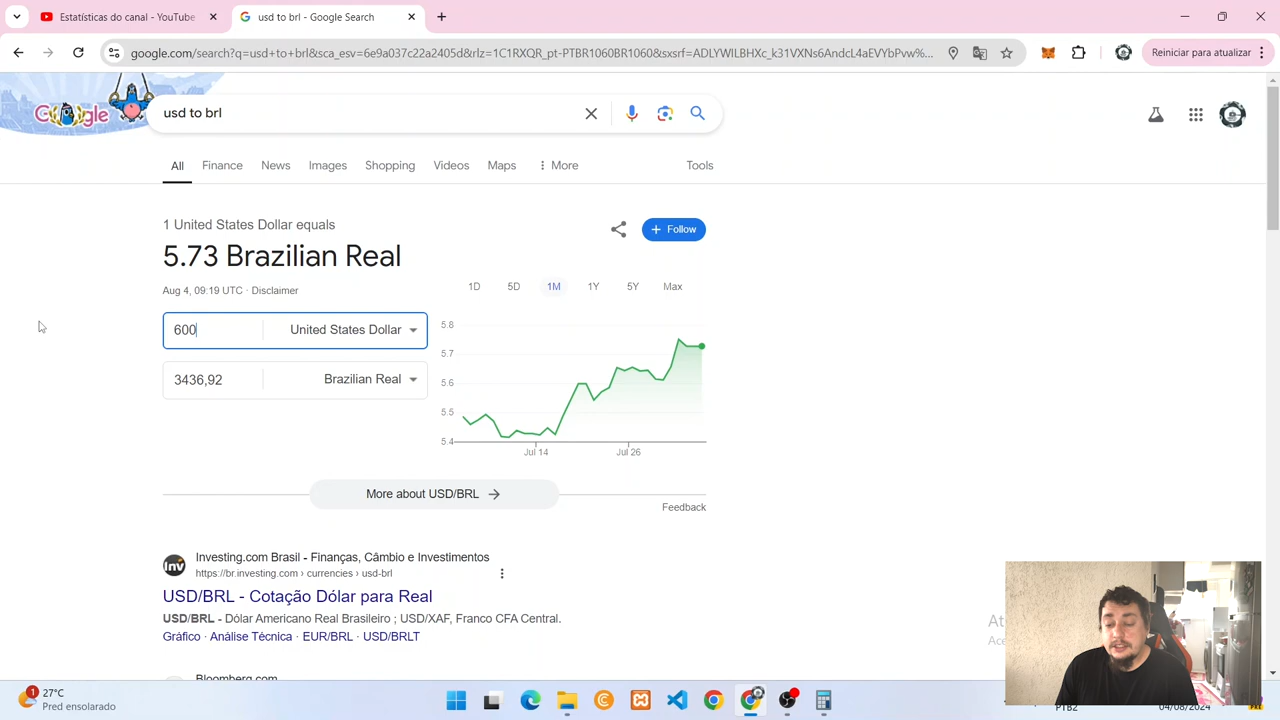 Estatísticas do canal - YouTube
usd to brl - Google Search
google.com/search?q=usd+to+brl&sca_esv=6e9a037c22a2405d&rlz=1C1RXQR_pt-PTBR1060BR1060&sxsrf=ADLYWILBHXc_k31VXNs6AndcL4aEVYbPvw%...
Reiniciar para atualizar
Google
usd to brl
All
Finance
News
Images
Shopping
Videos
Maps
More
Tools
1 United States Dollar equals
5.73 Brazilian Real
Follow
Aug 4, 09:19 UTC · Disclaimer
1D
5D
1M
1Y
5Y
Max
600
United States Dollar
3436,92
Brazilian Real
5.8
5.7
5.6
5.5
5.4
Jul 14
Jul 26
More about USD/BRL
Feedback
Inv
Investing.com Brasil - Finanças, Câmbio e Investimentos
https://br.investing.com › currencies › usd-brl
USD/BRL - Cotação Dólar para Real
USD/BRL - Dólar Americano Real Brasileiro ; USD/XAF, Franco CFA Central.
Gráfico · Análise Técnica · EUR/BRL · USD/BRLT
Bloomberg.com
1
27°C
Pred ensolarado
PTB2
04/08/2024